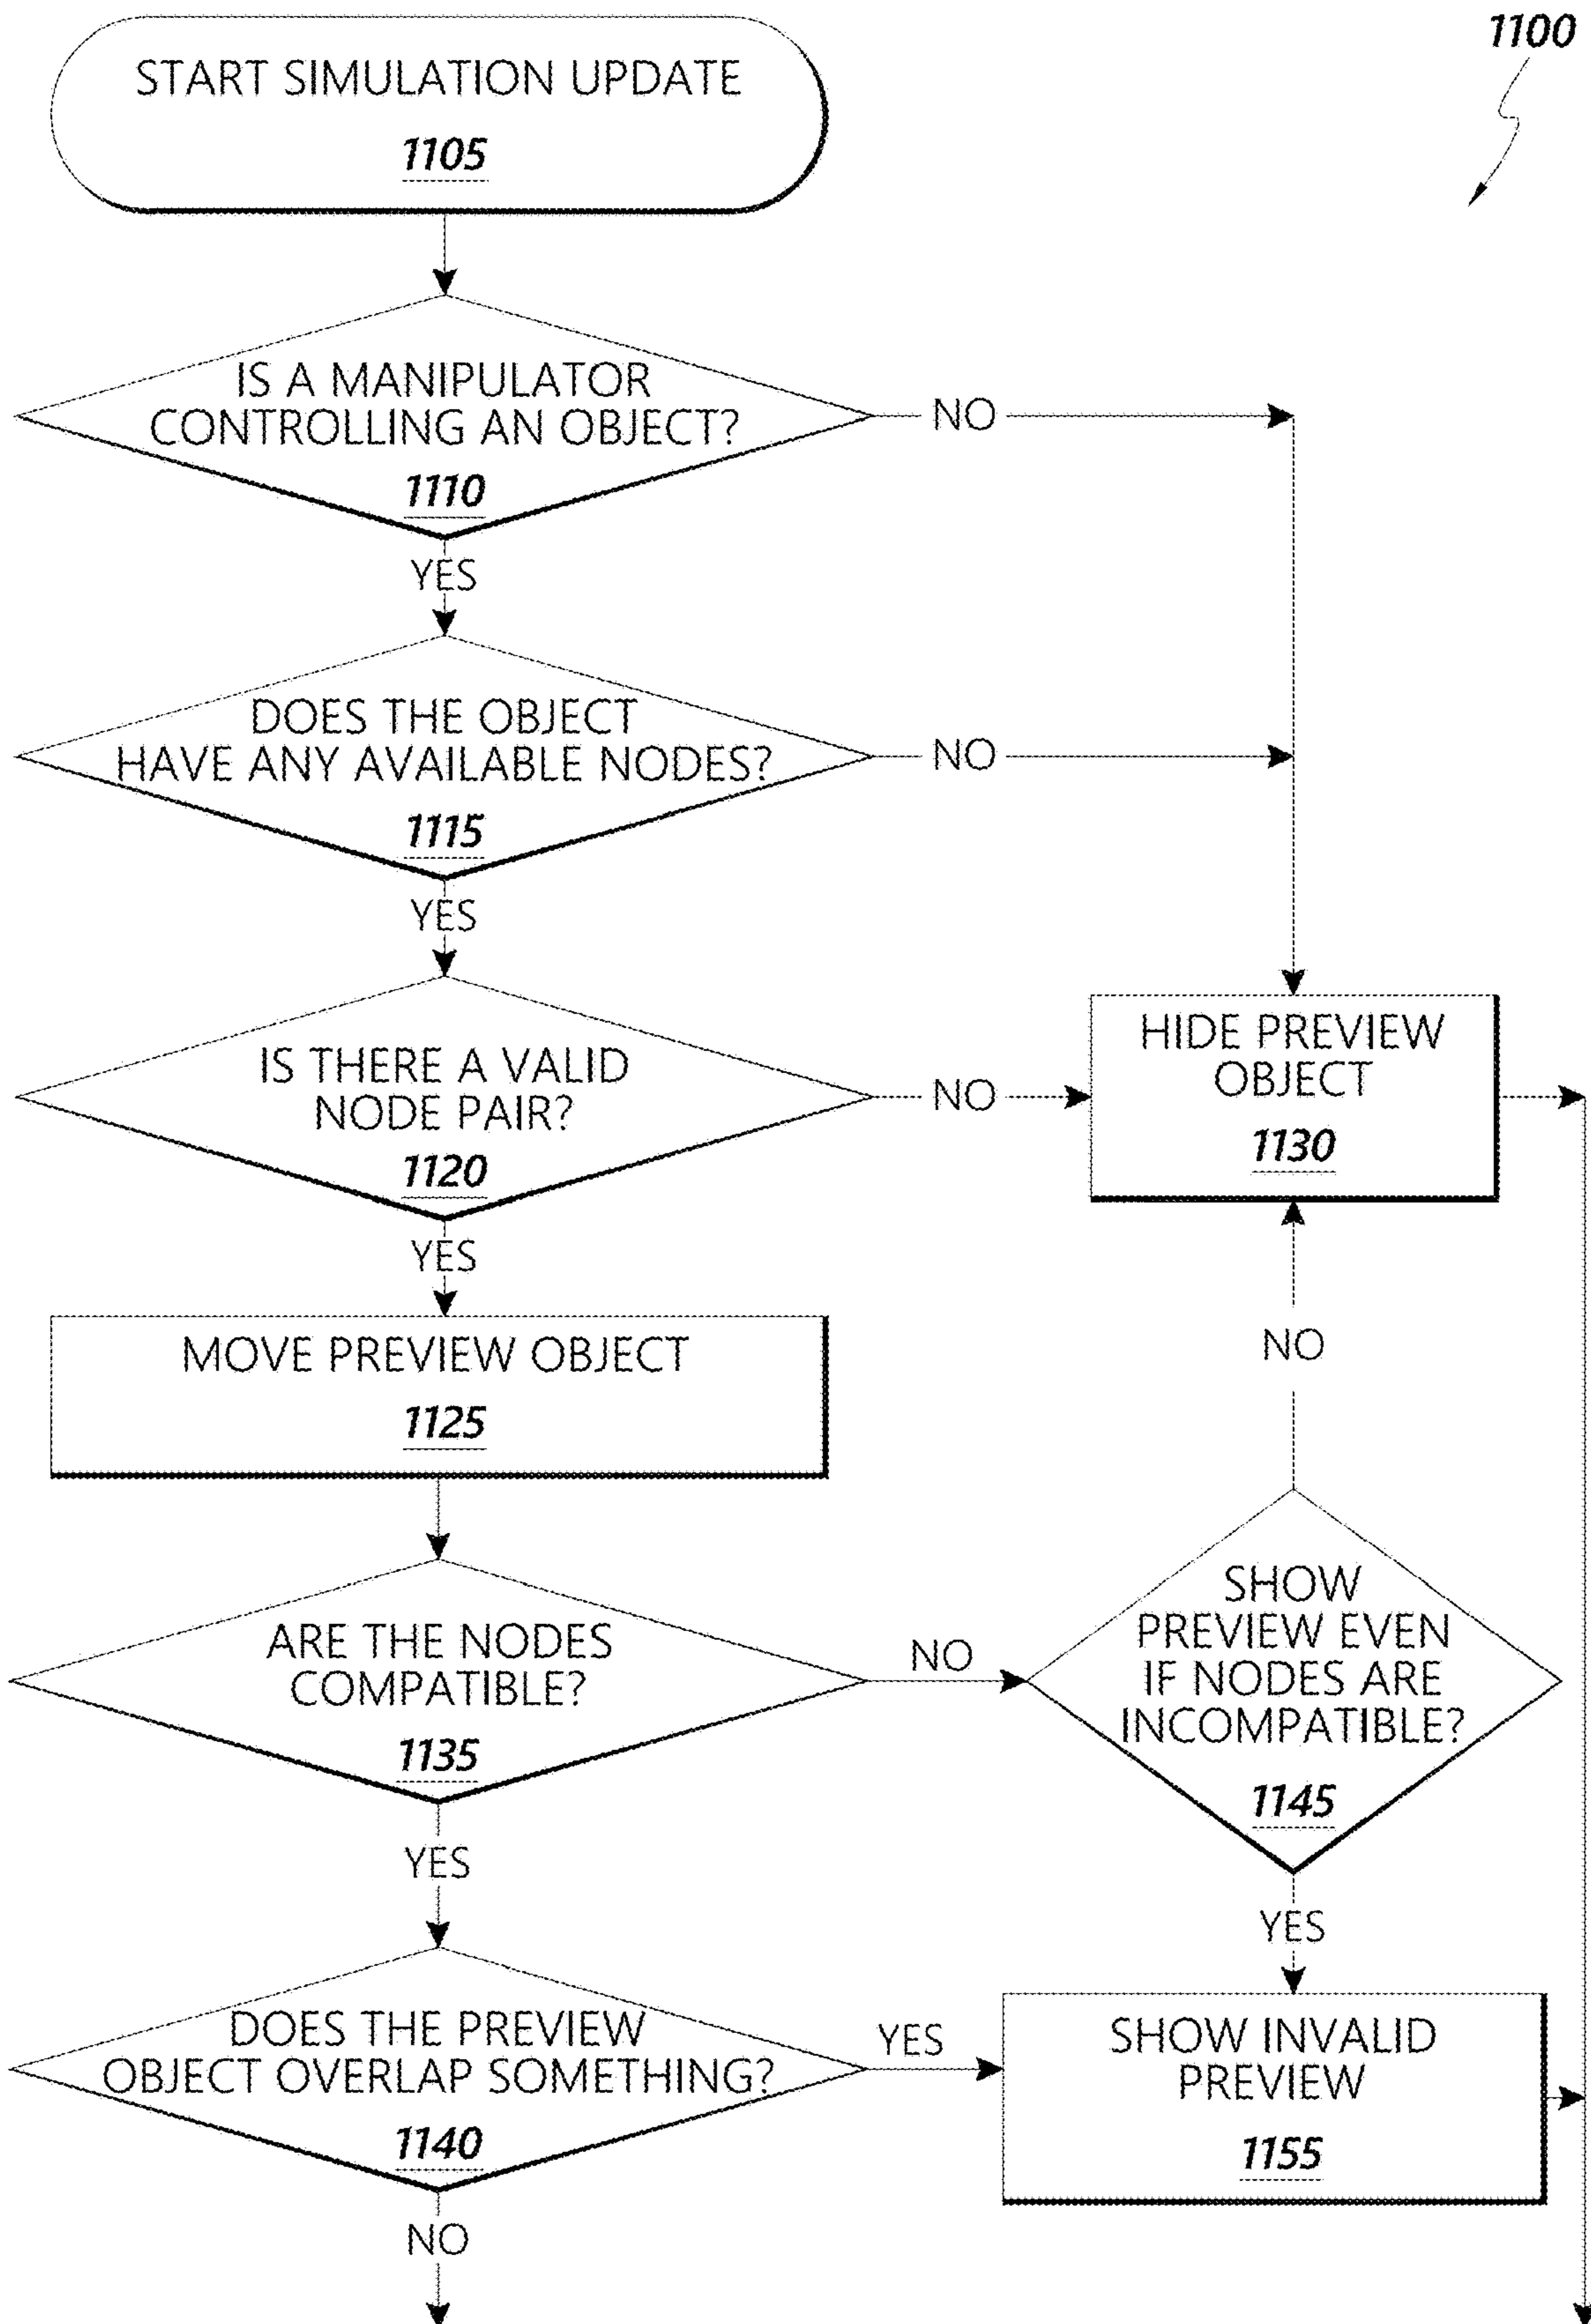 1100
START SIMULATION UPDATE
1105
IS A MANIPULATOR
CONTROLLING AN OBJECT?
1110
NO
YES
DOES THE OBJECT
HAVE ANY AVAILABLE NODES?
1115
NO
YES
IS THERE A VALID
NODE PAIR?
1120
NO
HIDE PREVIEW
OBJECT
1130
YES
MOVE PREVIEW OBJECT
1125
NO
ARE THE NODES
COMPATIBLE?
1135
NO
SHOW
PREVIEW EVEN
IF NODES ARE
INCOMPATIBLE?
1145
YES
YES
DOES THE PREVIEW
OBJECT OVERLAP SOMETHING?
1140
YES
SHOW INVALID
PREVIEW
1155
NO